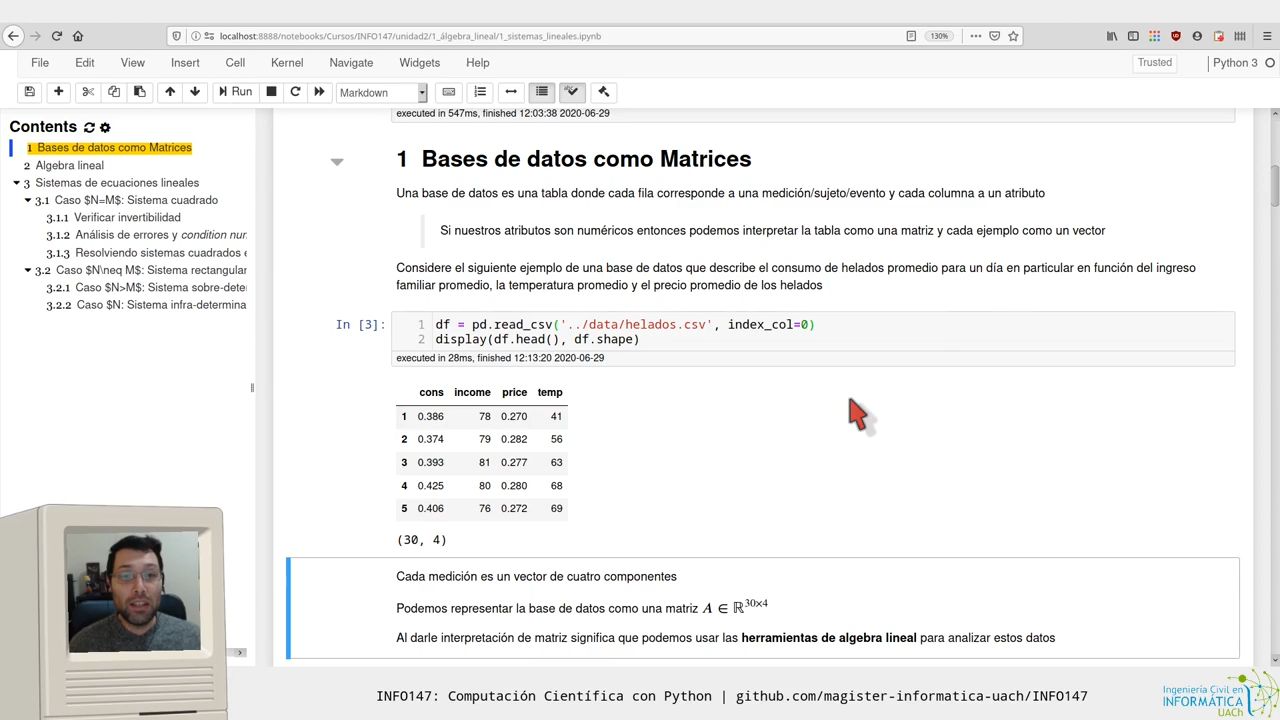 localhost:8888/notebooks/Cursos/INFO147/unidad2/1_álgebra_lineal/1_sistemas_lineales.ipynb
130%
File Edit View Insert Cell Kernel Navigate Widgets Help
Trusted
Python 3
Run
Markdown
executed in 547ms, finished 12:03:38 2020-06-29
Contents
1 Bases de datos como Matrices
2 Algebra lineal
3 Sistemas de ecuaciones lineales
3.1 Caso $N=M$: Sistema cuadrado
3.1.1 Verificar invertibilidad
3.1.2 Análisis de errores y condition nur
3.1.3 Resolviendo sistemas cuadrados e
3.2 Caso $N\neq M$: Sistema rectangular
3.2.1 Caso $N>M$: Sistema sobre-deter
3.2.2 Caso $N: Sistema infra-determina
1 Bases de datos como Matrices
Una base de datos es una tabla donde cada fila corresponde a una medición/sujeto/evento y cada columna a un atributo
Si nuestros atributos son numéricos entonces podemos interpretar la tabla como una matriz y cada ejemplo como un vector
Considere el siguiente ejemplo de una base de datos que describe el consumo de helados promedio para un día en particular en función del ingreso
familiar promedio, la temperatura promedio y el precio promedio de los helados
In [3]:
1 df = pd.read_csv('../data/helados.csv', index_col=0)
2 display(df.head(), df.shape)
executed in 28ms, finished 12:13:20 2020-06-29
cons income price temp
1 0.386 78 0.270 41
2 0.374 79 0.282 56
3 0.393 81 0.277 63
4 0.425 80 0.280 68
5 0.406 76 0.272 69
(30, 4)
Cada medición es un vector de cuatro componentes
Podemos representar la base de datos como una matriz A ∈ ℝ³⁰ˣ⁴
Al darle interpretación de matriz significa que podemos usar las herramientas de algebra lineal para analizar estos datos
INFO147: Computación Científica con Python | github.com/magister-informatica-uach/INFO147
Ingeniería Civil en
INFORMÁTICA
UACh